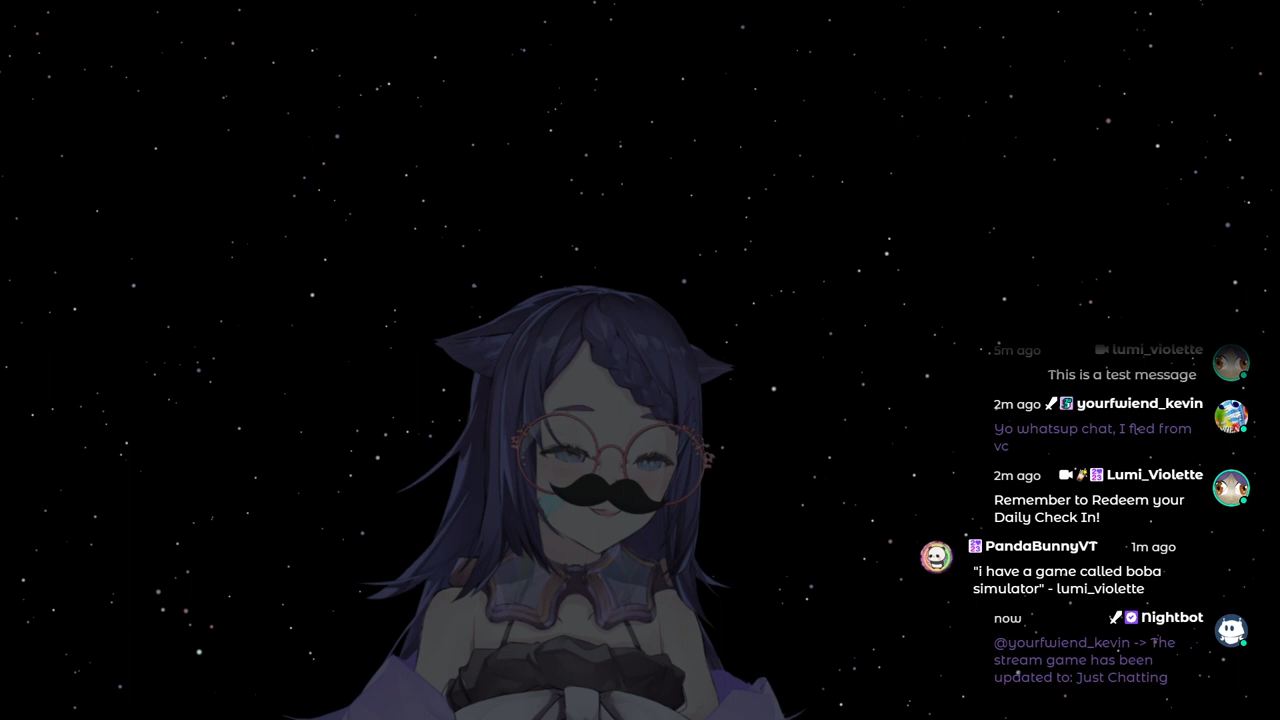 5m ago lumi_violette
This is a test message
2m ago yourfwiend_kevin
Yo whatsup chat, I fled from
vc
2m ago Lumi_Violette
Remember to Redeem your
Daily Check In!
PandaBunnyVT 1m ago
"i have a game called boba
simulator" - lumi_violette
now Nightbot
@yourfwiend_kevin -> The
stream game has been
updated to: Just Chatting